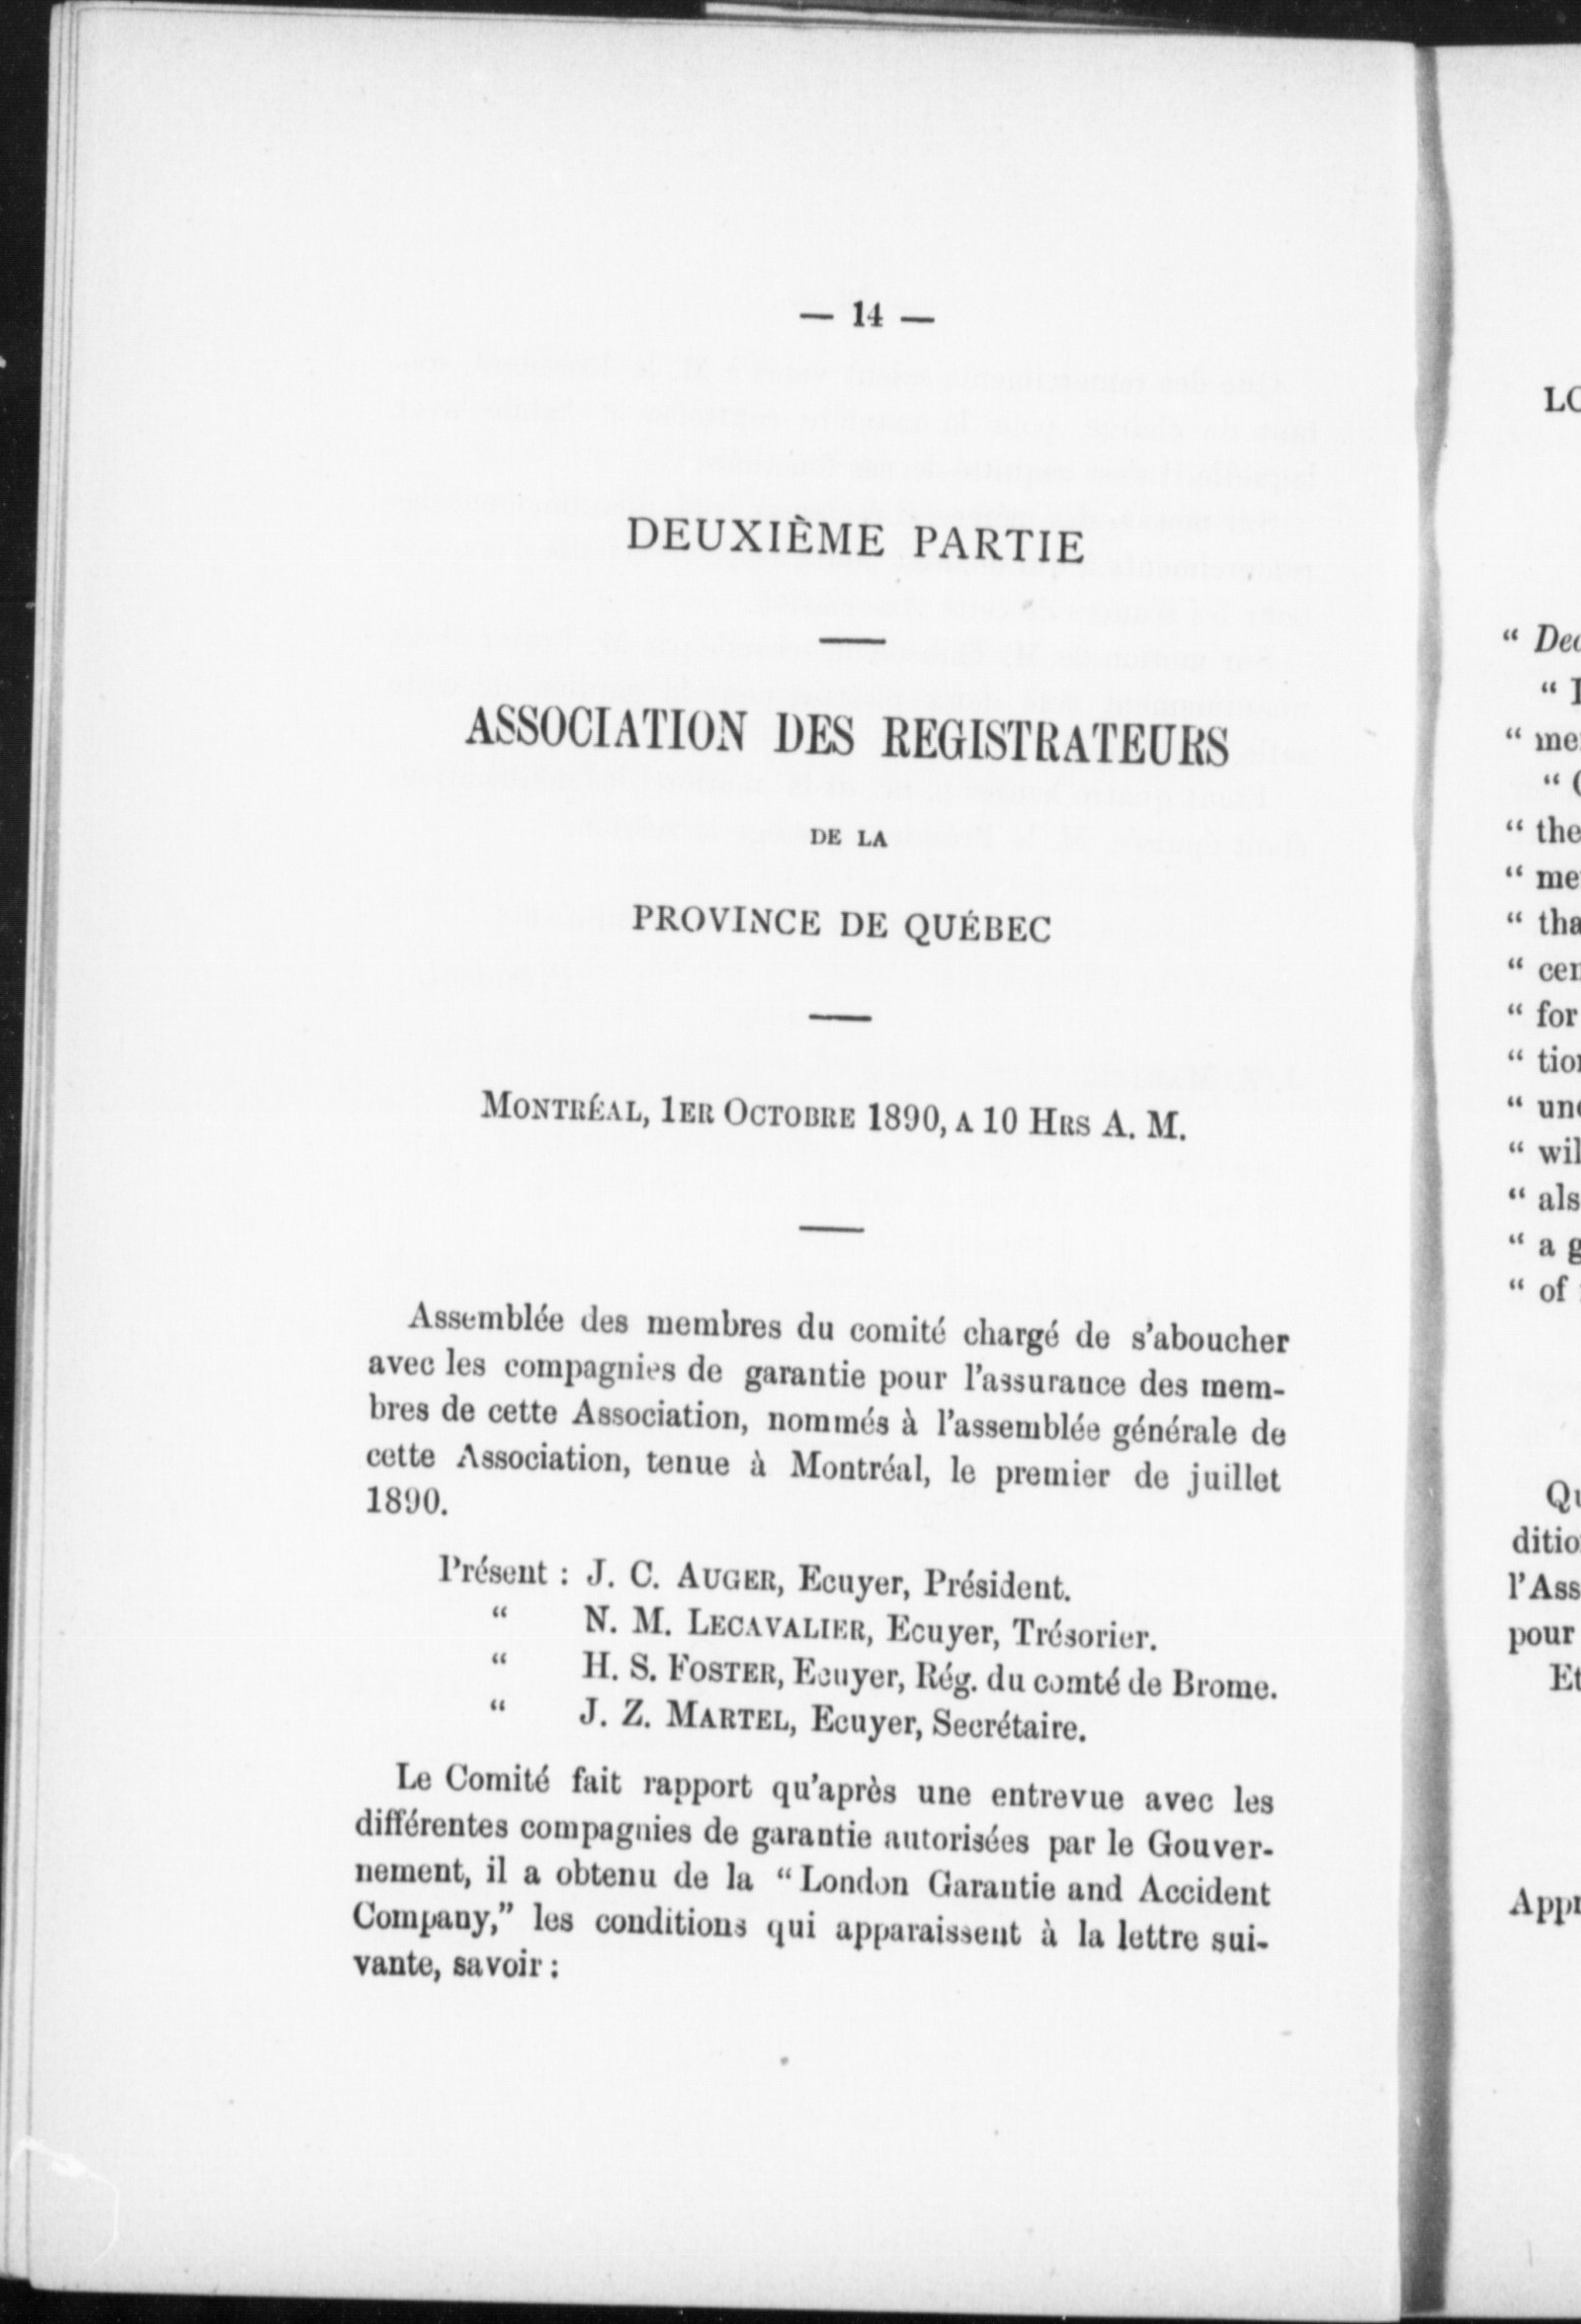 — 14 —
DEUXIÈME PARTIE
ASSOCIATION DES REGISTRATEURS
DE LA
PROVINCE DE QUÉBEC
MONTRÉAL, 1ER OCTOBRE 1890, A 10 HRS A. M.
Assemblée des membres du comité chargé de s'aboucher
avec les compagnies de garantie pour l'assurance des mem-
bres de cette Association, nommés à l'assemblée générale de
cette Association, tenue à Montréal, le premier de juillet
1890.
Présent : J. C. AUGER, Ecuyer, Président.
“ N. M. LECAVALIER, Ecuyer, Trésorier.
“ H. S. FOSTER, Ecuyer, Rég. du comté de Brome.
“ J. Z. MARTEL, Ecuyer, Secrétaire.
Le Comité fait rapport qu'après une entrevue avec les
différentes compagnies de garantie autorisées par le Gouver-
nement, il a obtenu de la “ London Garantie and Accident
Company,” les conditions qui apparaissent à la lettre sui-
vante, savoir :
“ the
“ for
“ a
“ of
pour
Et